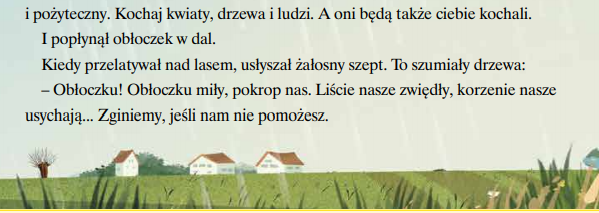 i pożyteczny. Kochaj kwiaty, drzewa i ludzi. A oni będą także ciebie kochali.
I popłynął obłoczek w dal.
Kiedy przelatywał nad lasem, usłyszał żałosny szept. To szumiały drzewa:
– Obłoczku! Obłoczku miły, pokrop nas. Liście nasze zwiędły, korzenie nasze
usychają... Zginiemy, jeśli nam nie pomożesz.